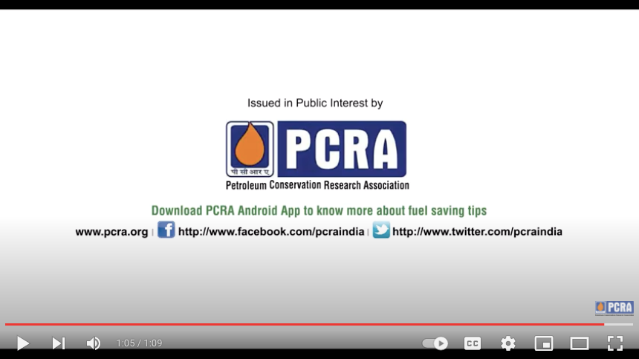 Issued in Public Interest by
PCRA
पी सी आर ए
Petroleum Conservation Research Association
Download PCRA Android App to know more about fuel saving tips
www.pcra.org | f http://www.facebook.com/pcraindia | http://www.twitter.com/pcraindia
PCRA
1:05 / 1:09
CC